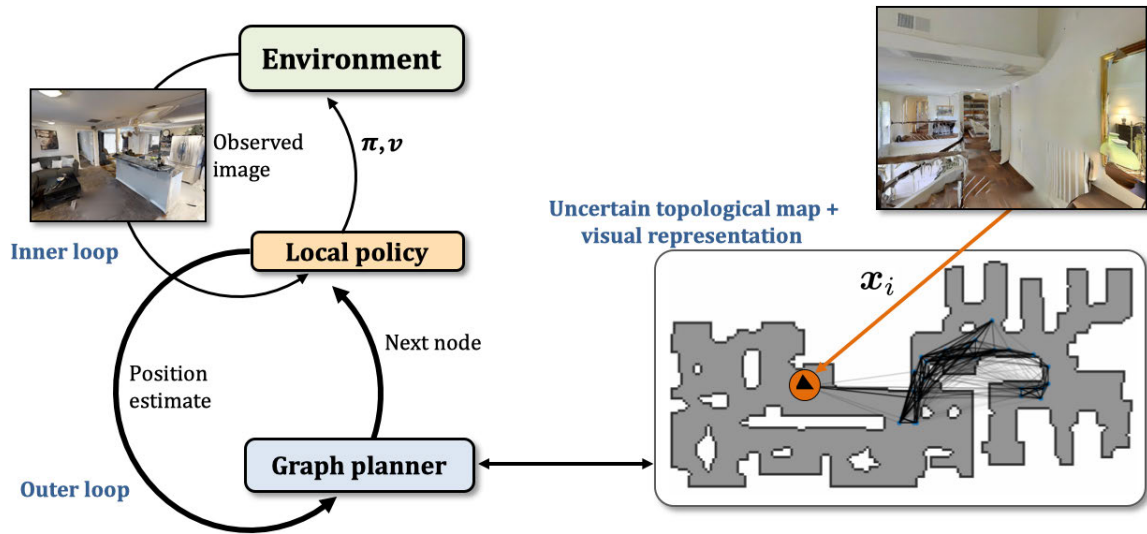 Environment
Observed
image
π, v
Uncertain topological map +
visual representation
Inner loop
Local policy
x_i
Next node
Position
estimate
Graph planner
Outer loop